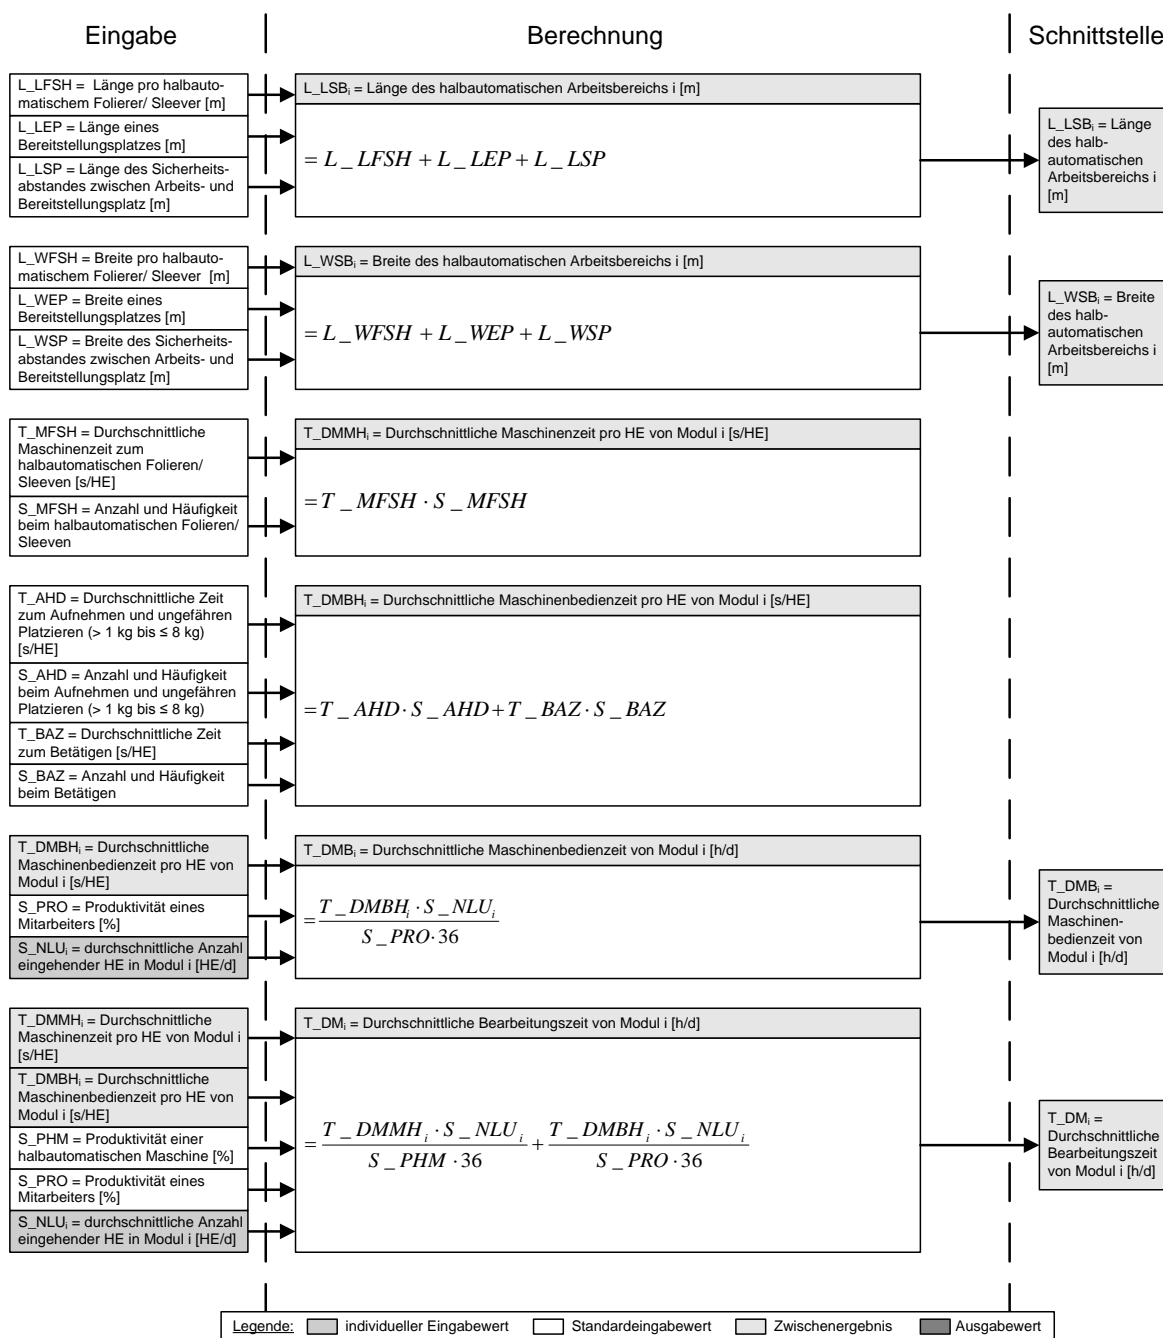 Eingabe
Berechnung
Schnittstelle
L_LFSH = Länge pro halbauto-
matischem Folierer/ Sleever [m]
L_LEP = Länge eines
Bereitstellungsplatzes [m]
L_LSP = Länge des Sicherheits-
abstandes zwischen Arbeits- und
Bereitstellungsplatz [m]
L_LSBᵢ = Länge des halbautomatischen Arbeitsbereichs i [m]
= L_LFSH + L_LEP + L_LSP
L_LSBᵢ = Länge
des halb-
automatischen
Arbeitsbereichs i
[m]
L_WFSH = Breite pro halbauto-
matischem Folierer/ Sleever [m]
L_WEP = Breite eines
Bereitstellungsplatzes [m]
L_WSP = Breite des Sicherheits-
abstandes zwischen Arbeits- und
Bereitstellungsplatz [m]
L_WSBᵢ = Breite des halbautomatischen Arbeitsbereichs i [m]
= L_WFSH + L_WEP + L_WSP
L_WSBᵢ = Breite
des halb-
automatischen
Arbeitsbereichs i
[m]
T_MFSH = Durchschnittliche
Maschinenzeit zum
halbautomatischen Folieren/
Sleeven [s/HE]
S_MFSH = Anzahl und Häufigkeit
beim halbautomatischen Folieren/
Sleeven
T_DMMHᵢ = Durchschnittliche Maschinenzeit pro HE von Modul i [s/HE]
= T_MFSH · S_MFSH
T_AHD = Durchschnittliche Zeit
zum Aufnehmen und ungefähren
Platzieren (> 1 kg bis ≤ 8 kg)
[s/HE]
S_AHD = Anzahl und Häufigkeit
beim Aufnehmen und ungefähren
Platzieren (> 1 kg bis ≤ 8 kg)
T_BAZ = Durchschnittliche Zeit
zum Betätigen [s/HE]
S_BAZ = Anzahl und Häufigkeit
beim Betätigen
T_DMBHᵢ = Durchschnittliche Maschinenbedienzeit pro HE von Modul i [s/HE]
= T_AHD · S_AHD + T_BAZ · S_BAZ
T_DMBHᵢ = Durchschnittliche
Maschinenbedienzeit pro HE von
Modul i [s/HE]
S_PRO = Produktivität eines
Mitarbeiters [%]
S_NLUᵢ = durchschnittliche Anzahl
eingehender HE in Modul i [HE/d]
T_DMBᵢ = Durchschnittliche Maschinenbedienzeit von Modul i [h/d]
= T_DMBHᵢ · S_NLUᵢ
S_PRO · 36
T_DMBᵢ =
Durchschnittliche
Maschinen-
bedienzeit von
Modul i [h/d]
T_DMMHᵢ = Durchschnittliche
Maschinenzeit pro HE von Modul i
[s/HE]
T_DMBHᵢ = Durchschnittliche
Maschinenbedienzeit pro HE von
Modul i [s/HE]
S_PHM = Produktivität einer
halbautomatischen Maschine [%]
S_PRO = Produktivität eines
Mitarbeiters [%]
S_NLUᵢ = durchschnittliche Anzahl
eingehender HE in Modul i [HE/d]
T_DMᵢ = Durchschnittliche Bearbeitungszeit von Modul i [h/d]
= T_DMMHᵢ · S_NLUᵢ + T_DMBHᵢ · S_NLUᵢ
S_PHM · 36 S_PRO · 36
T_DMᵢ =
Durchschnittliche
Bearbeitungszeit
von Modul i [h/d]
Legende: individueller Eingabewert Standardeingabewert Zwischenergebnis Ausgabewert